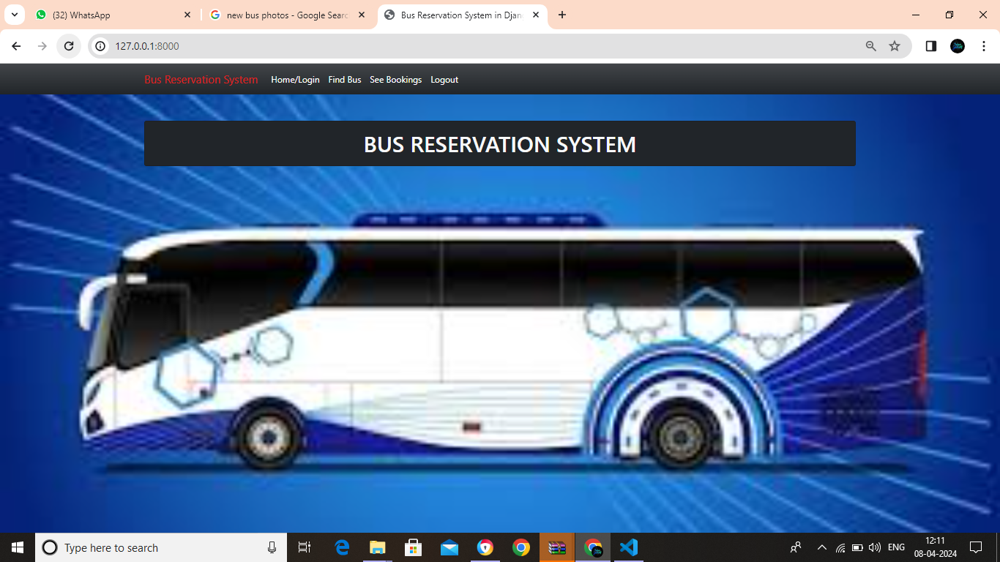 (32) WhatsApp
new bus photos - Google Searc
Bus Reservation System in Djan
127.0.0.1:8000
Bus Reservation System Home/Login Find Bus See Bookings Logout
BUS RESERVATION SYSTEM
Type here to search
ENG
12:11
08-04-2024